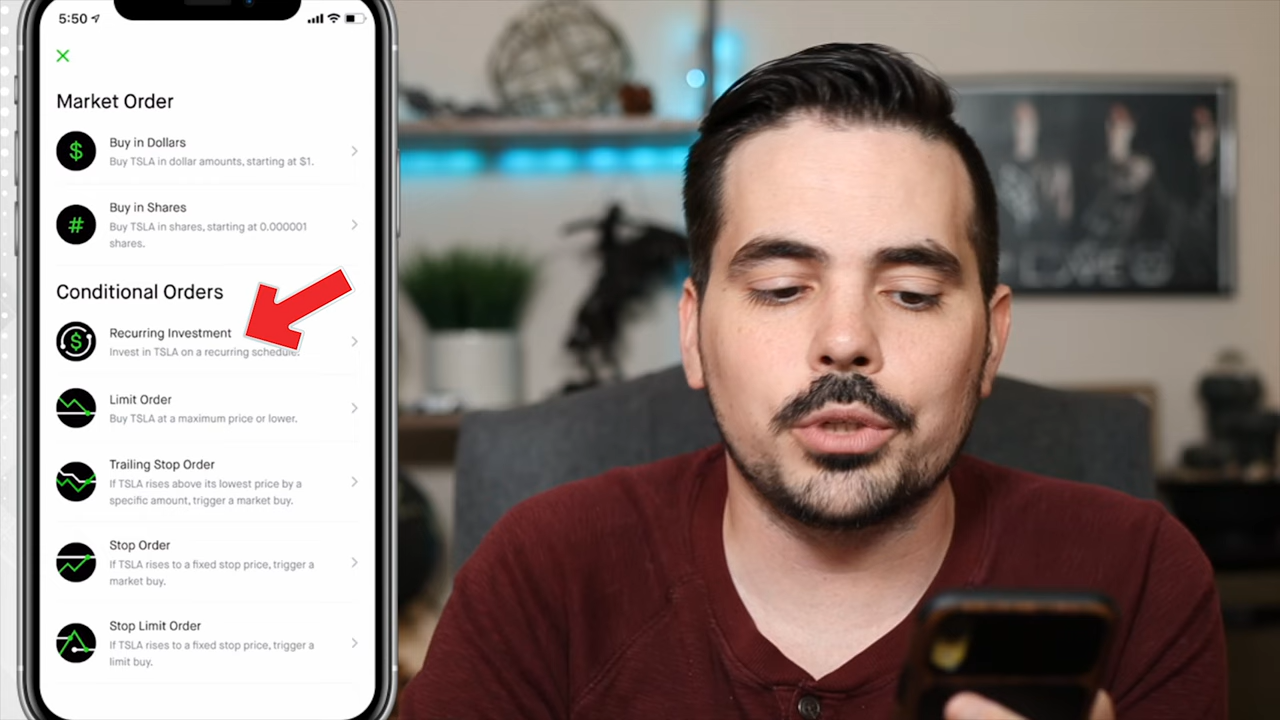 5:50
Market Order
Buy in Dollars
Buy TSLA in dollar amounts, starting at $1.
Buy in Shares
Buy TSLA in shares, starting at 0.000001
shares.
Conditional Orders
Recurring Investment
Invest in TSLA on a recurring schedule.
Limit Order
Buy TSLA at a maximum price or lower.
Trailing Stop Order
If TSLA rises above its lowest price by a
specific amount, trigger a market buy.
Stop Order
If TSLA rises to a fixed stop price, trigger a
market buy.
Stop Limit Order
If TSLA rises to a fixed stop price, trigger a
limit buy.